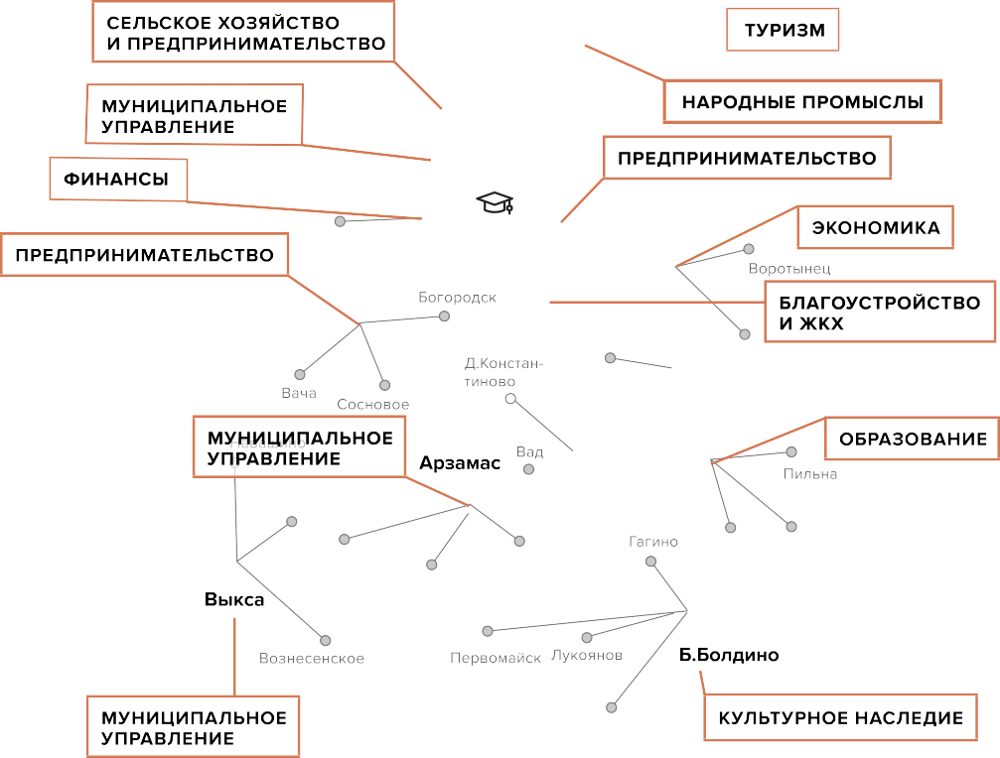 СЕЛЬСКОЕ ХОЗЯЙСТВО
И ПРЕДПРИНИМАТЕЛЬСТВО
ТУРИЗМ
НАРОДНЫЕ ПРОМЫСЛЫ
МУНИЦИПАЛЬНОЕ
УПРАВЛЕНИЕ
ПРЕДПРИНИМАТЕЛЬСТВО
ФИНАНСЫ
ЭКОНОМИКА
ПРЕДПРИНИМАТЕЛЬСТВО
Воротынец
Богородск
БЛАГОУСТРОЙСТВО
И ЖКХ
Д.Констан-
тиново
Вача
Сосновое
МУНИЦИПАЛЬНОЕ
УПРАВЛЕНИЕ
Навашино
Арзамас
Вад
ОБРАЗОВАНИЕ
Пильна
Гагино
Выкса
Вознесенское
Первомайск
Лукоянов
Б.Болдино
МУНИЦИПАЛЬНОЕ
УПРАВЛЕНИЕ
КУЛЬТУРНОЕ НАСЛЕДИЕ